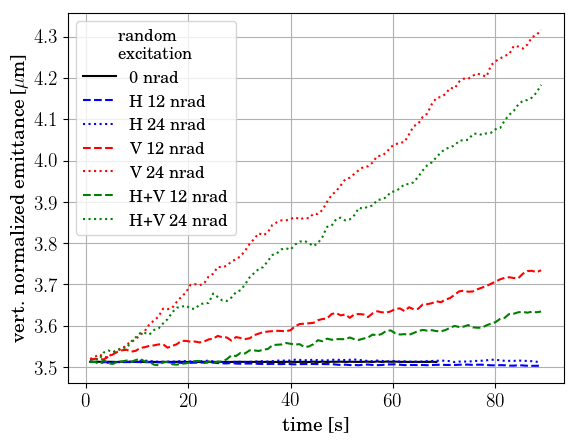 random
excitation
0 nrad
H 12 nrad
H 24 nrad
V 12 nrad
V 24 nrad
H+V 12 nrad
H+V 24 nrad
vert. normalized emittance [μm]
4.3
4.2
4.1
4.0
3.9
3.8
3.7
3.6
3.5
0 20 40 60 80
time [s]